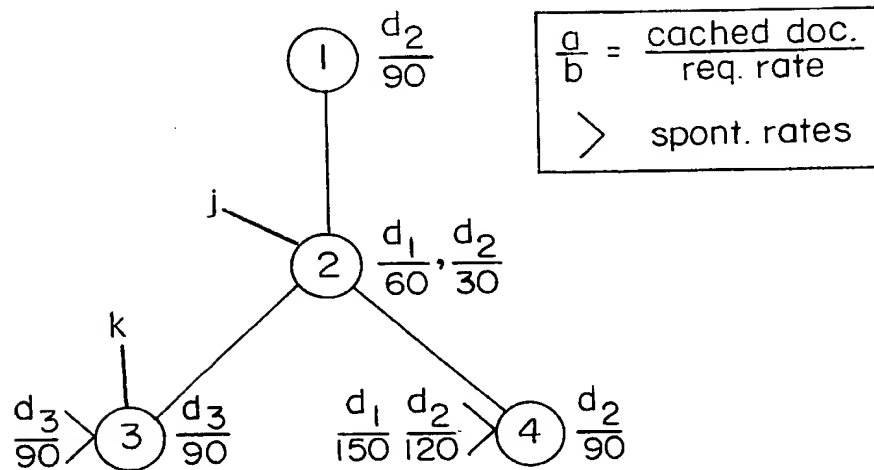 1 d2/90
a/b = cached doc./req. rate
> spont. rates
j
2 d1/60, d2/30
k
d3/90 > 3 d3/90
d1/150 d2/120 > 4 d2/90